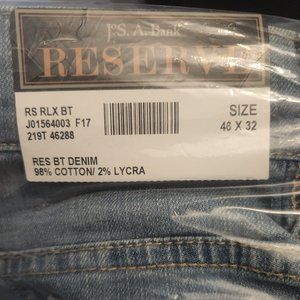 JoS. A. Bank
RESERVE
RS RLX BT
J01564003 F17
219T 46288
SIZE
46 X 32
RES BT DENIM
98% COTTON/ 2% LYCRA